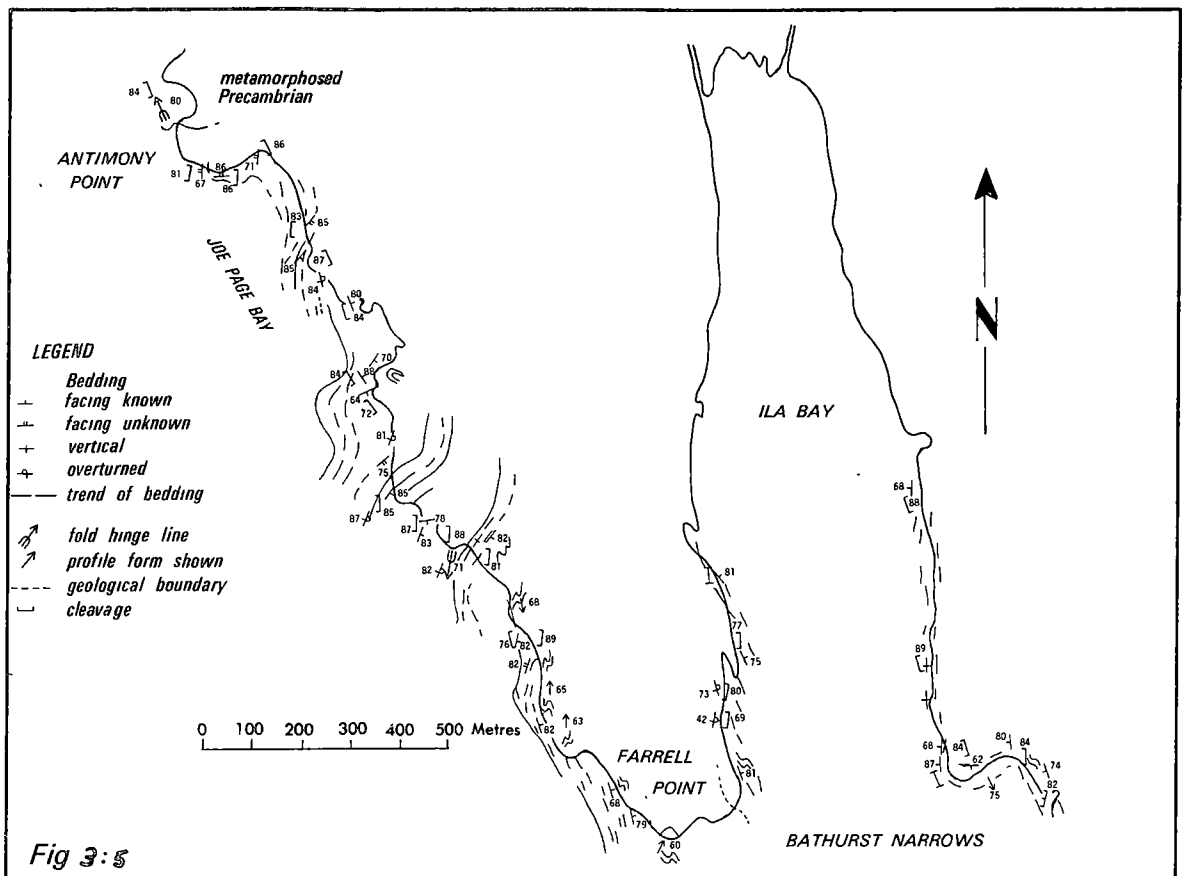 metamorphosed
Precambrian
84
80
ANTIMONY
POINT
86
71
86
81
67
86
83
85
JOE PAGE BAY
85
87
84
80
84
N
LEGEND
Bedding
facing known
facing unknown
vertical
overturned
trend of bedding
fold hinge line
profile form shown
geological boundary
cleavage
70
84
88
64
72
ILA BAY
81
75
85
85
87
78
87
83
88
82
81
82
71
68
88
68
89
76
82
82
65
63
82
81
77
75
73
80
42
69
89
0 100 200 300 400 500 Metres
FARRELL
POINT
81
68
79
60
68
84
80
84
87
62
74
75
82
BATHURST NARROWS
Fig 3:5